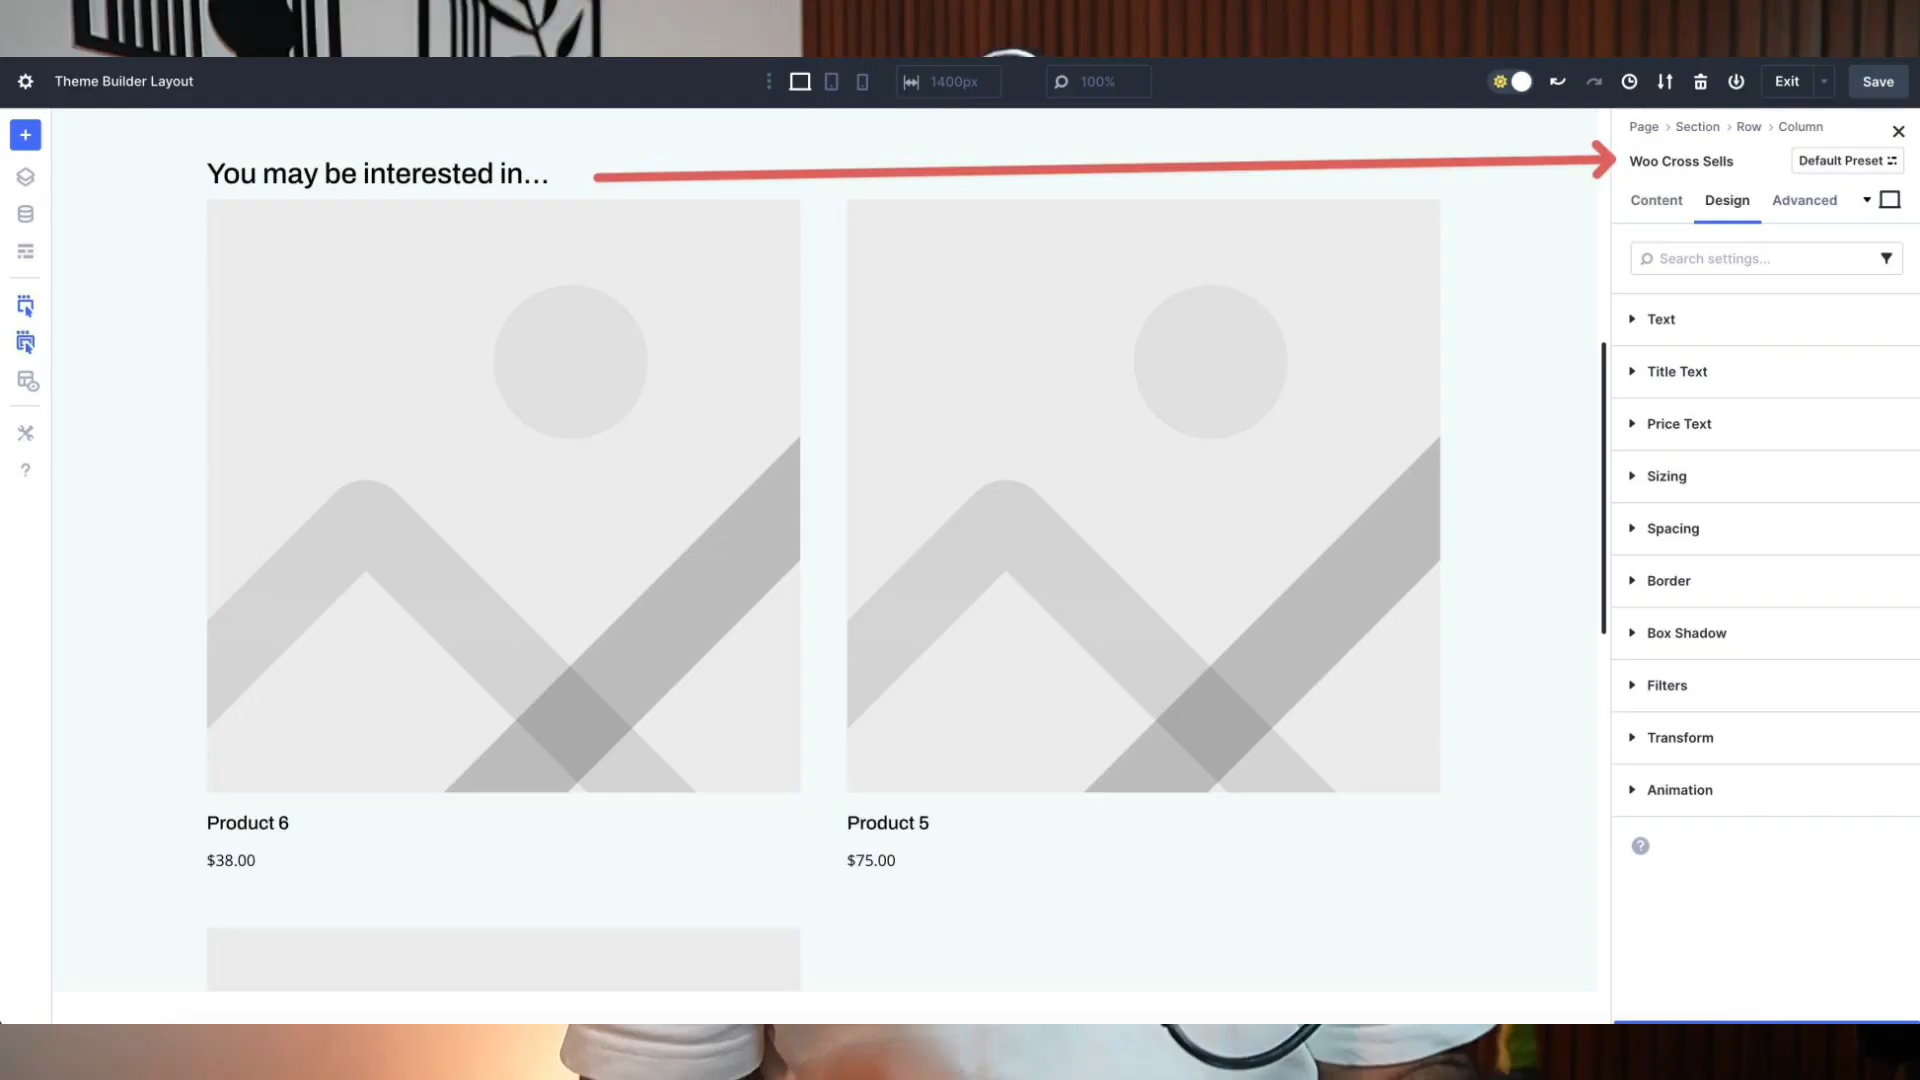 Theme Builder Layout
1400px
100%
Exit
Save
Page > Section > Row > Column
Woo Cross Sells
Default Preset
Content
Design
Advanced
Search settings...
Text
Title Text
Price Text
Sizing
Spacing
Border
Box Shadow
Filters
Transform
Animation
You may be interested in...
Product 6
$38.00
Product 5
$75.00